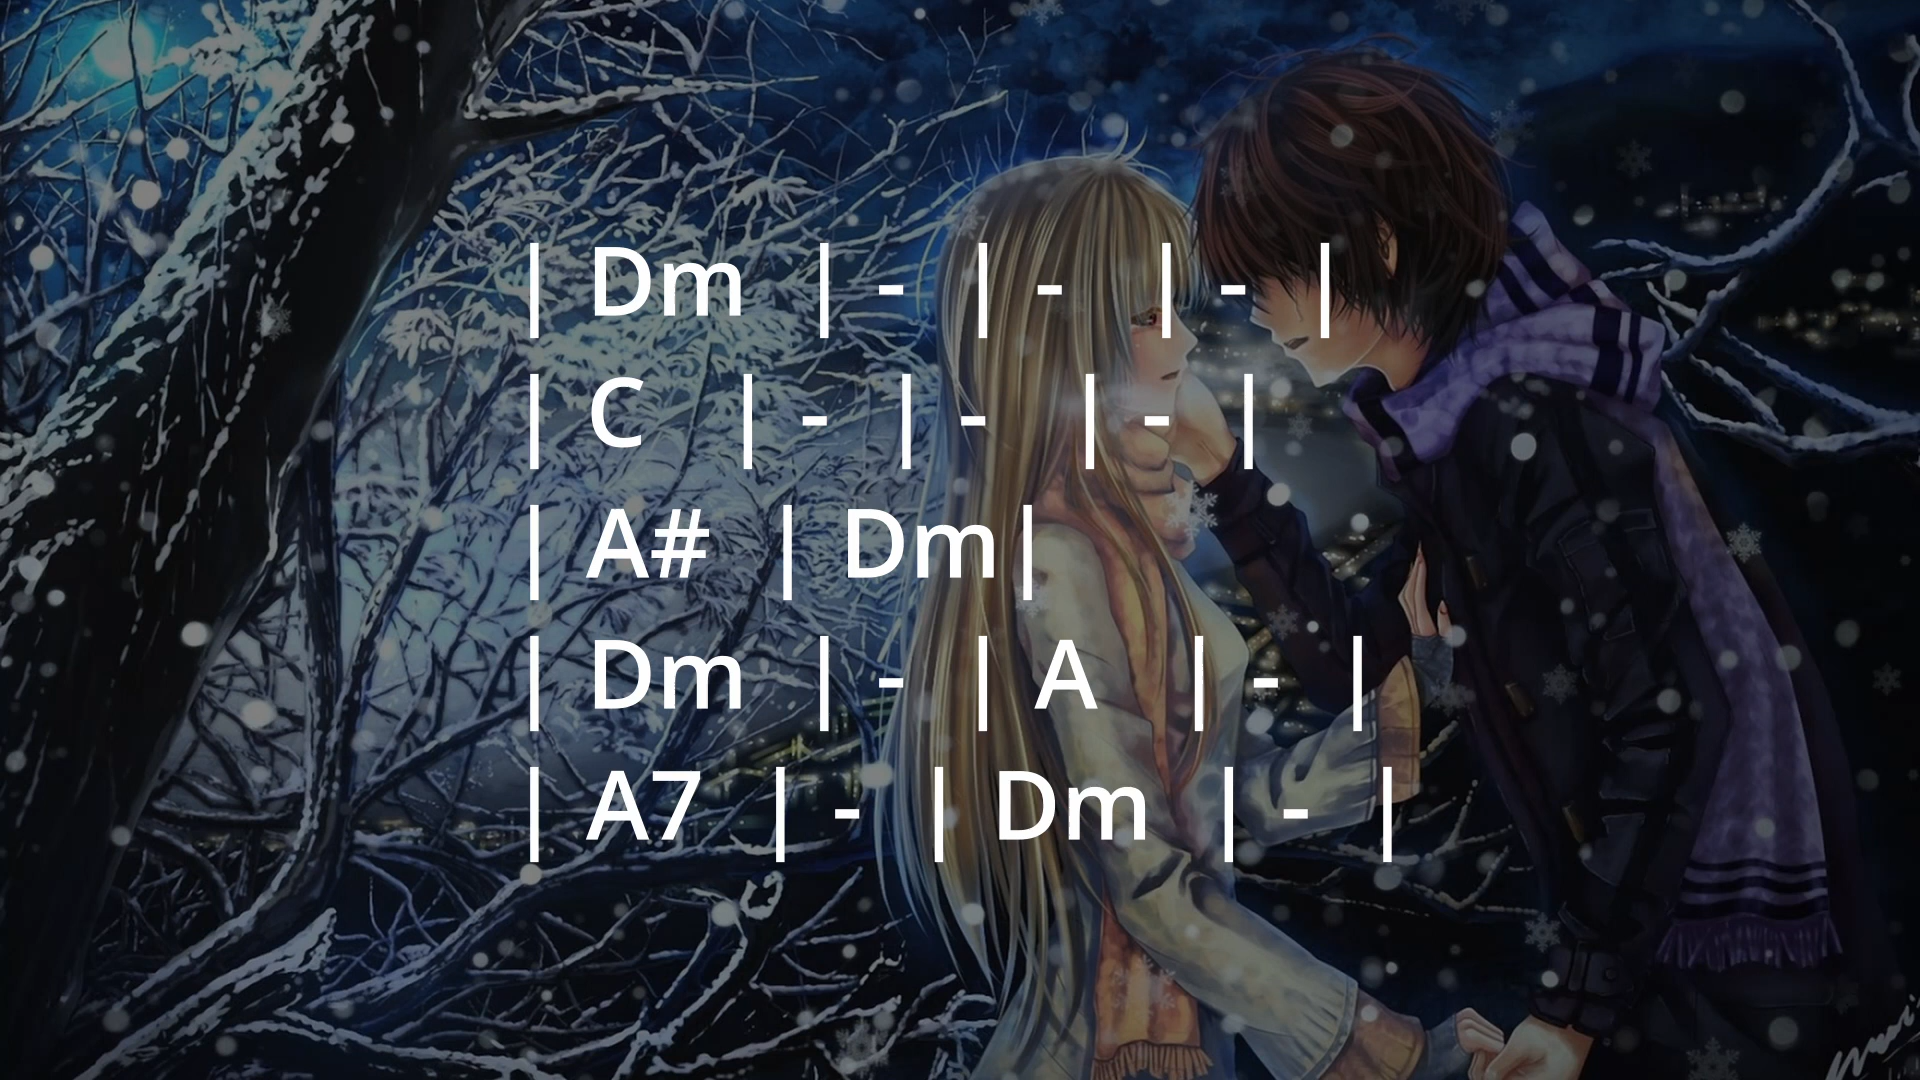 | Dm | - | - | - |
| C | - | - | - |
| A# | Dm |
| Dm | - | A | - |
| A7 | - | Dm | - |